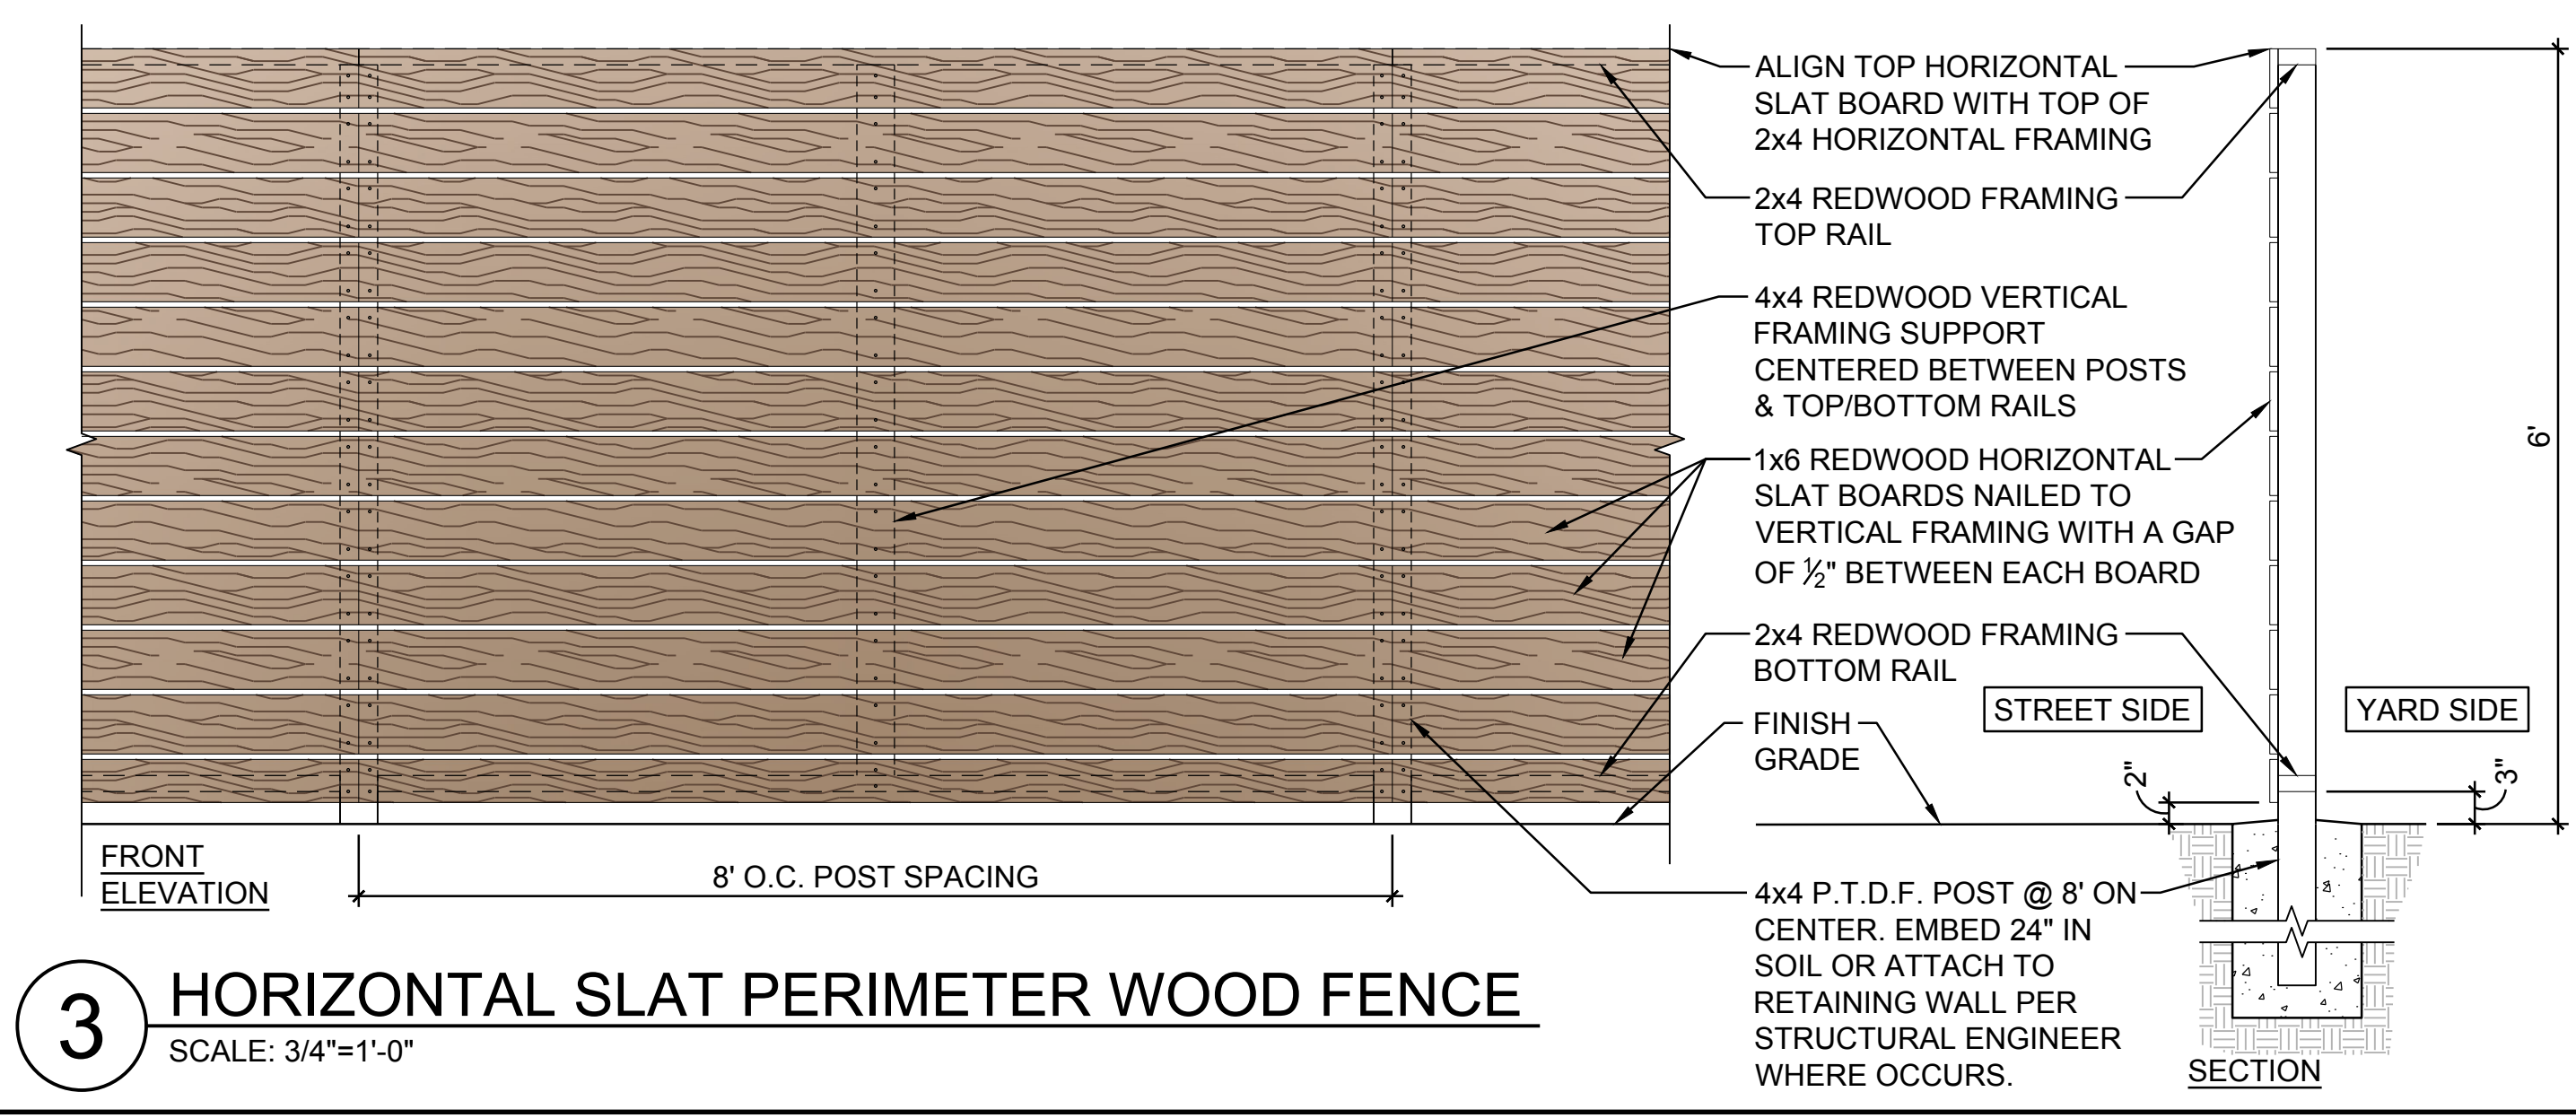 ALIGN TOP HORIZONTAL
SLAT BOARD WITH TOP OF
2x4 HORIZONTAL FRAMING
2x4 REDWOOD FRAMING
TOP RAIL
4x4 REDWOOD VERTICAL
FRAMING SUPPORT
CENTERED BETWEEN POSTS
& TOP/BOTTOM RAILS
1x6 REDWOOD HORIZONTAL
SLAT BOARDS NAILED TO
VERTICAL FRAMING WITH A GAP
OF ½" BETWEEN EACH BOARD
2x4 REDWOOD FRAMING
BOTTOM RAIL
FINISH
GRADE
4x4 P.T.D.F. POST @ 8' ON
CENTER. EMBED 24" IN
SOIL OR ATTACH TO
RETAINING WALL PER
STRUCTURAL ENGINEER
WHERE OCCURS.
STREET SIDE
YARD SIDE
6'
2"
3"
SECTION
FRONT
ELEVATION
8' O.C. POST SPACING
3
HORIZONTAL SLAT PERIMETER WOOD FENCE
SCALE: 3/4"=1'-0"